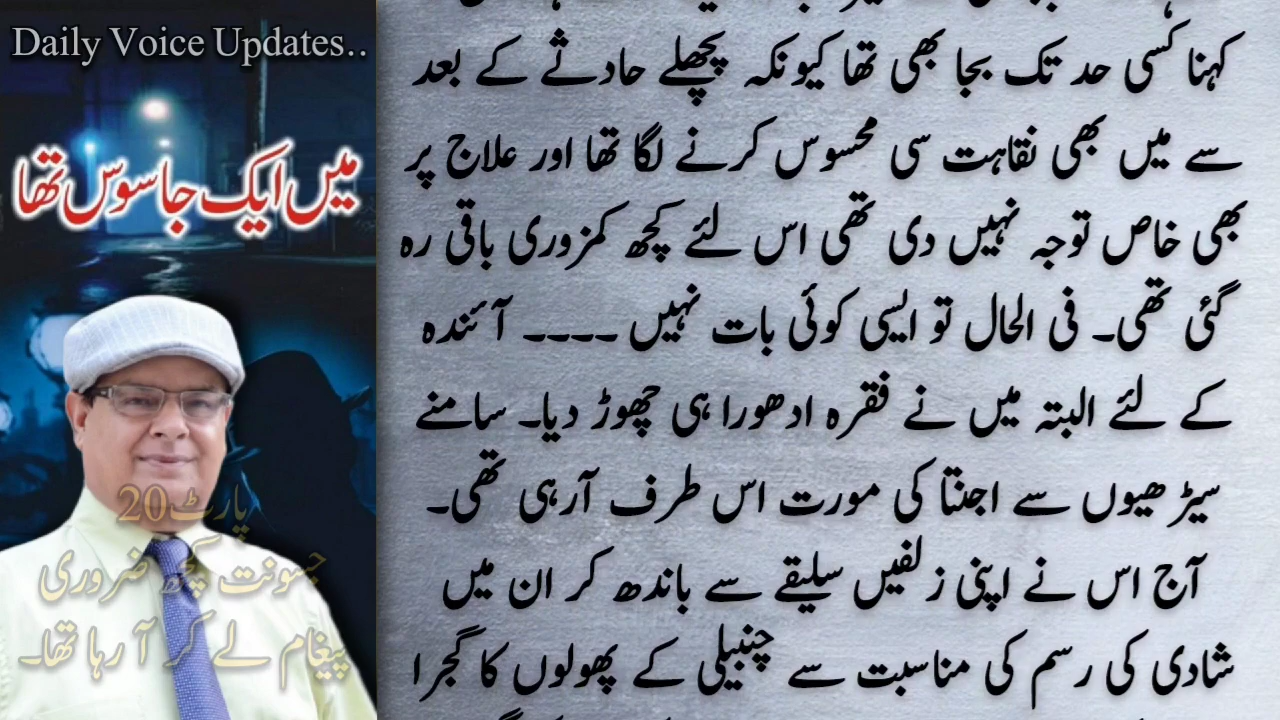 Daily Voice Updates..
میں ایک جاسوس تھا
پارٹ 20
جسونت کچھ ضروری
پیغام لے کر آ رہا تھا۔
کہنا کسی حد تک بجا بھی تھا کیونکہ پچھلے حادثے کے بعد
سے میں بھی نقاہت سی محسوس کرنے لگا تھا اور علاج پر
بھی خاص توجہ نہیں دی تھی اس لئے کچھ کمزوری باقی رہ
گئی تھی۔ فی الحال تو ایسی کوئی بات نہیں ۔۔۔۔ آئندہ
کے لئے البتہ میں نے فقرہ ادھورا ہی چھوڑ دیا۔ سامنے
سیڑھیوں سے اجنتا کی مورت اس طرف آرہی تھی۔
آج اس نے اپنی زلفیں سلیقے سے باندھ کر ان میں
شادی کی رسم کی مناسبت سے چنبیلی کے پھولوں کا گجرا